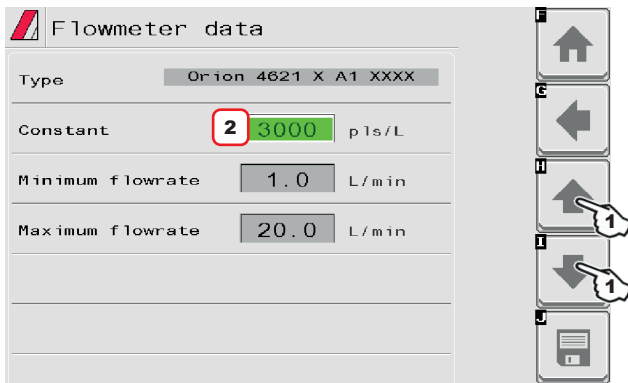 Flowmeter data
F
Type Orion 4621 X A1 XXXX
G
Constant 2 3000 pls/L
H
Minimum flowrate 1.0 L/min
1
Maximum flowrate 20.0 L/min
I
1
J